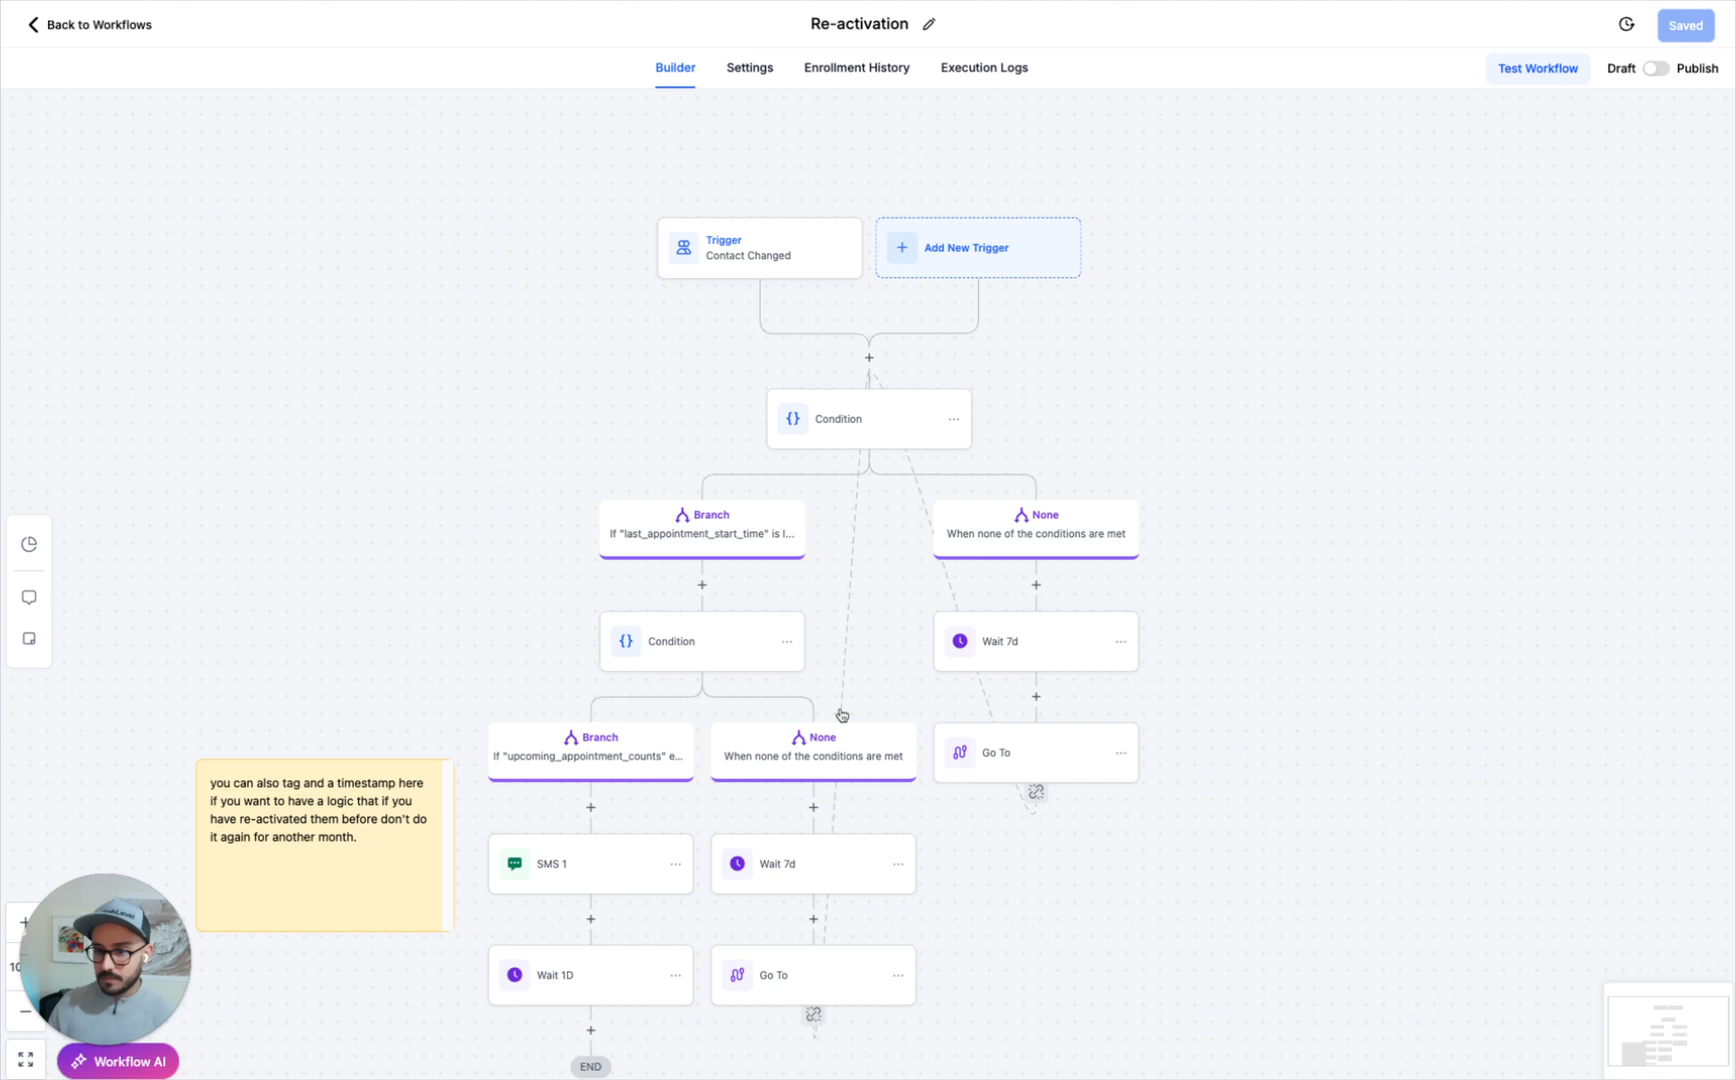 Back to Workflows
Re-activation
Saved
Builder
Settings
Enrollment History
Execution Logs
Test Workflow
Draft
Publish
Trigger
Contact Changed
Add New Trigger
Condition
Branch
If "last_appointment_start_time" is l...
None
When none of the conditions are met
Condition
Wait 7d
Branch
If "upcoming_appointment_counts" e...
None
When none of the conditions are met
Go To
you can also tag and a timestamp here
if you want to have a logic that if you
have re-activated them before don't do
it again for another month.
SMS 1
Wait 7d
Wait 1D
Go To
END
Workflow AI